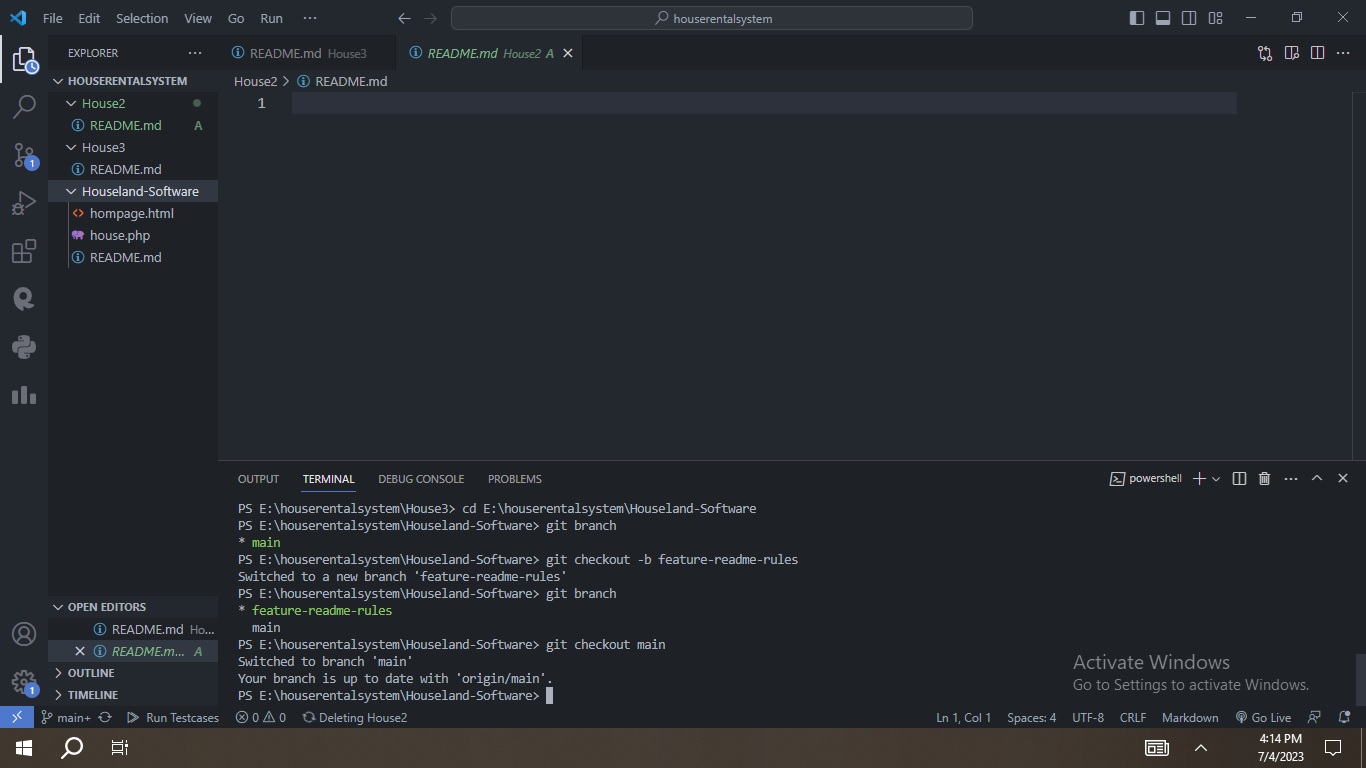 File Edit Selection View Go Run ··· houserentalsystem
EXPLORER ···
README.md House3
README.md House2 A
HOUSERENTALSYSTEM
House2
README.md A
House3
README.md
Houseland-Software
hompage.html
house.php
README.md
1
1
House2 > README.md
1
OUTPUT TERMINAL DEBUG CONSOLE PROBLEMS
powershell
PS E:\houserentalsystem\House3> cd E:\houserentalsystem\Houseland-Software
PS E:\houserentalsystem\Houseland-Software> git branch
* main
PS E:\houserentalsystem\Houseland-Software> git checkout -b feature-readme-rules
Switched to a new branch 'feature-readme-rules'
PS E:\houserentalsystem\Houseland-Software> git branch
* feature-readme-rules
main
PS E:\houserentalsystem\Houseland-Software> git checkout main
Switched to branch 'main'
Your branch is up to date with 'origin/main'.
PS E:\houserentalsystem\Houseland-Software>
OPEN EDITORS
README.md Ho...
README.m... A
OUTLINE
TIMELINE
Activate Windows
Go to Settings to activate Windows.
main+ Run Testcases 0 0 Deleting House2 Ln 1, Col 1 Spaces: 4 UTF-8 CRLF Markdown Go Live
4:14 PM
7/4/2023